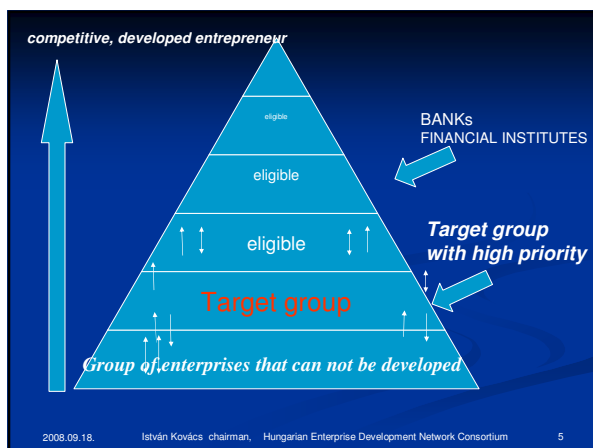 competitive, developed entrepreneur
eligible
BANKs
FINANCIAL INSTITUTES
eligible
Target group
with high priority
eligible
Target group
Group of enterprises that can not be developed
2008.09.18. István Kovács chairman, Hungarian Enterprise Development Network Consortium 5